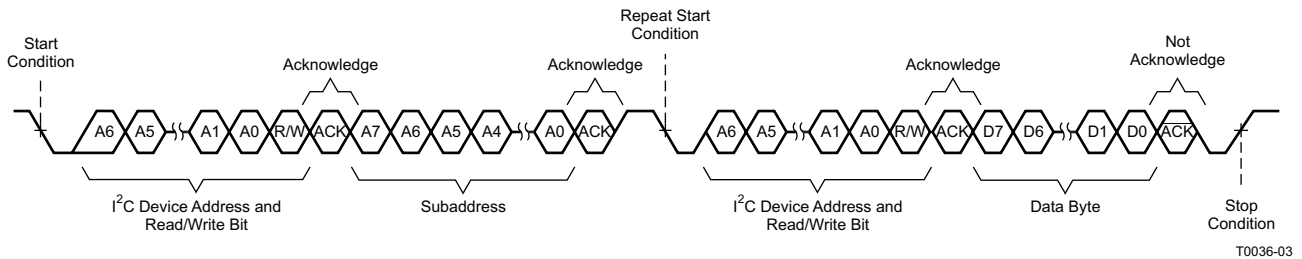 Repeat Start
Condition
Start
Condition
Acknowledge
Acknowledge
Acknowledge
Not
Acknowledge
A6 A5 A1 A0 R/W ACK A7 A6 A5 A4 A0 ACK A6 A5 A1 A0 R/W ACK D7 D6 D1 D0 A̅C̅K̅
I²C Device Address and
Read/Write Bit
Subaddress
I²C Device Address and
Read/Write Bit
Data Byte
Stop
Condition
T0036-03